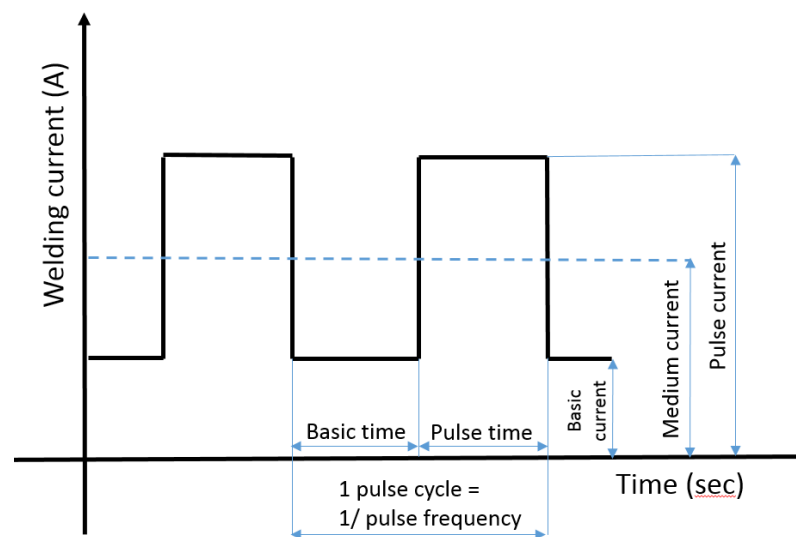 Welding current (A)
Basic time
Pulse time
Basic
current
Medium current
Pulse current
Time (sec)
1 pulse cycle =
1/ pulse frequency